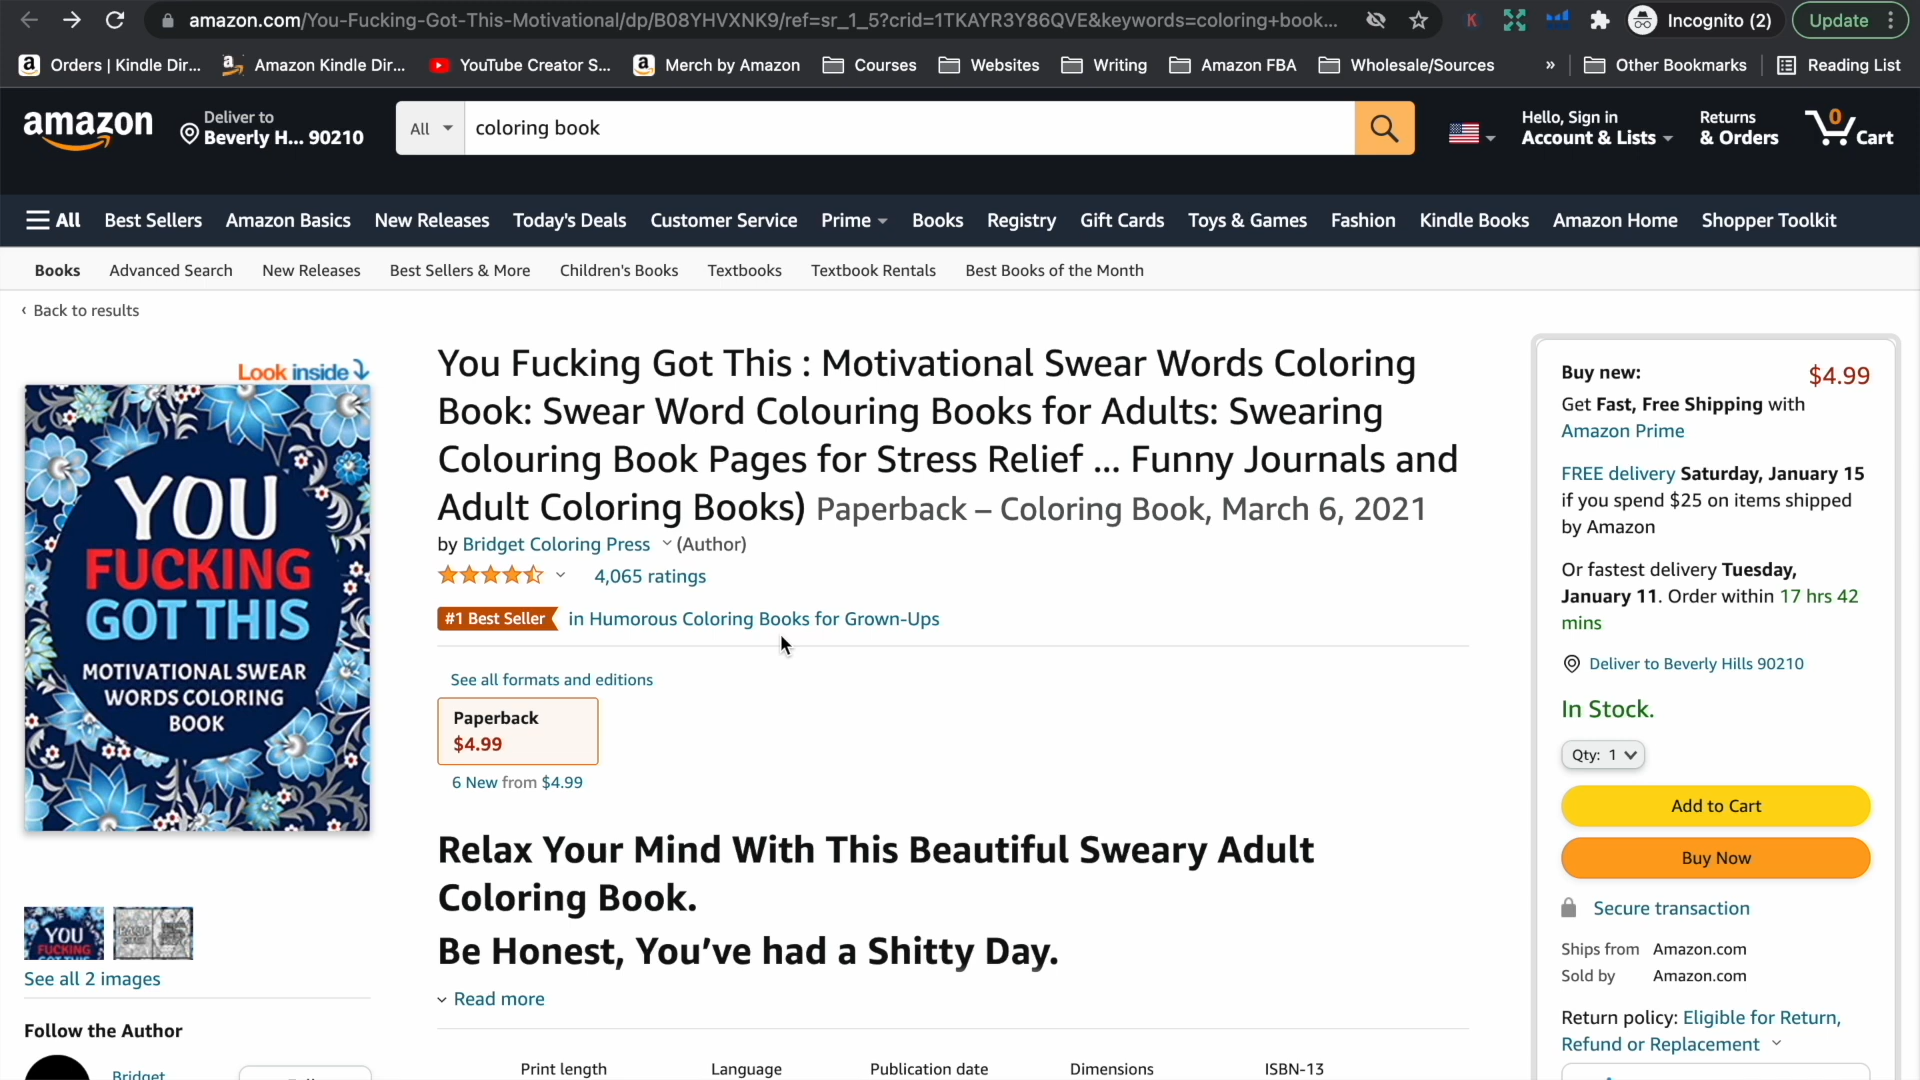 amazon.com/You-Fucking-Got-This-Motivational/dp/B08YHVXNK9/ref=sr_1_5?crid=1TKAYR3Y86QVE&keywords=coloring+book...
Incognito (2)
Update
Orders | Kindle Dir...
Amazon Kindle Dir...
YouTube Creator S...
Merch by Amazon
Courses
Websites
Writing
Amazon FBA
Wholesale/Sources
»
Other Bookmarks
Reading List
amazon
Deliver to
Beverly H... 90210
All
coloring book
Hello, Sign in
Account & Lists
Returns
& Orders
0
Cart
All
Best Sellers
Amazon Basics
New Releases
Today's Deals
Customer Service
Prime
Books
Registry
Gift Cards
Toys & Games
Fashion
Kindle Books
Amazon Home
Shopper Toolkit
Books
Advanced Search
New Releases
Best Sellers & More
Children's Books
Textbooks
Textbook Rentals
Best Books of the Month
‹ Back to results
Look inside
YOU
FUCKING
GOT THIS
MOTIVATIONAL SWEAR
WORDS COLORING
BOOK
YOU
FUCKING
See all 2 images
Follow the Author
Bridget
You Fucking Got This : Motivational Swear Words Coloring
Book: Swear Word Colouring Books for Adults: Swearing
Colouring Book Pages for Stress Relief ... Funny Journals and
Adult Coloring Books) Paperback – Coloring Book, March 6, 2021
by Bridget Coloring Press (Author)
4,065 ratings
#1 Best Seller in Humorous Coloring Books for Grown-Ups
See all formats and editions
Paperback
$4.99
6 New from $4.99
Relax Your Mind With This Beautiful Sweary Adult
Coloring Book.
Be Honest, You’ve had a Shitty Day.
Read more
Print length
Language
Publication date
Dimensions
ISBN-13
Buy new:
$4.99
Get Fast, Free Shipping with
Amazon Prime
FREE delivery Saturday, January 15
if you spend $25 on items shipped
by Amazon
Or fastest delivery Tuesday,
January 11. Order within 17 hrs 42
mins
Deliver to Beverly Hills 90210
In Stock.
Qty: 1
Add to Cart
Buy Now
Secure transaction
Ships from Amazon.com
Sold by Amazon.com
Return policy: Eligible for Return,
Refund or Replacement